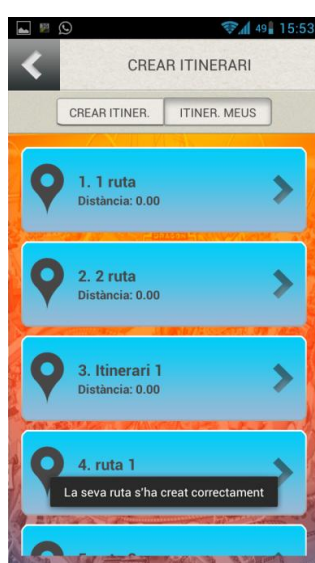 49 15:53
CREAR ITINERARI
CREAR ITINER. ITINER. MEUS
1. 1 ruta
Distància: 0.00
2. 2 ruta
Distància: 0.00
3. Itinerari 1
Distància: 0.00
4. ruta 1
La seva ruta s'ha creat correctament